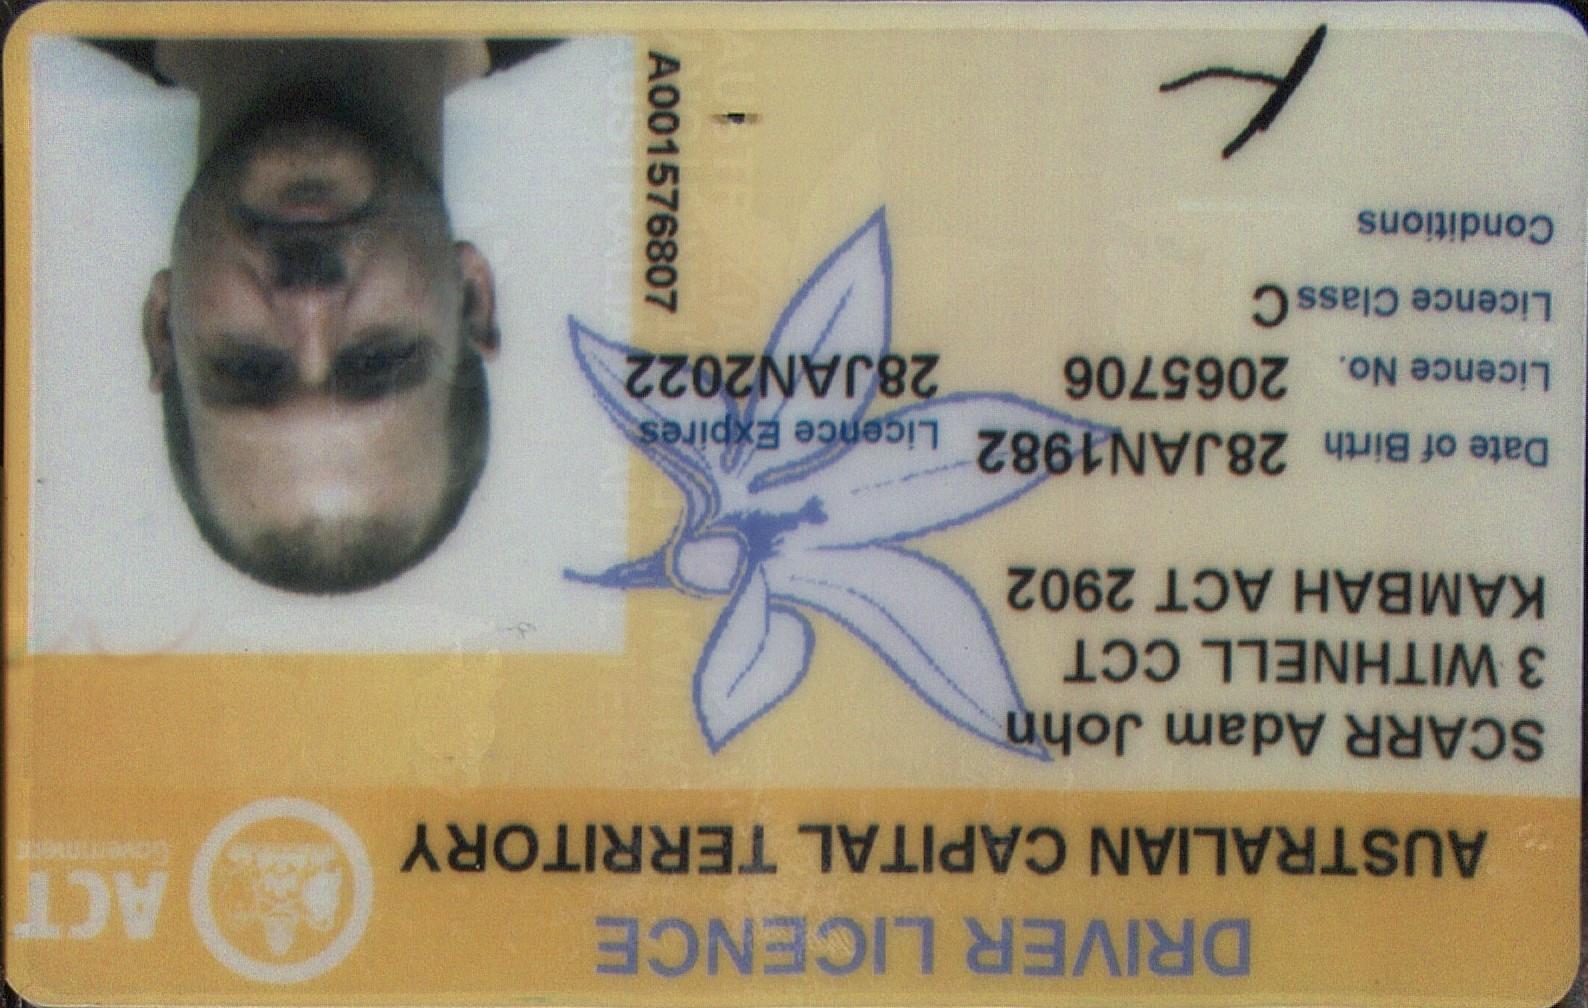 DRIVER LICENCE
AUSTRALIAN CAPITAL TERRITORY
ACT
Government
SCARR Adam John
3 WITHNELL CCT
KAMBAH ACT 2902
Date of Birth 28JAN1982 Licence Expires
Licence No. 2065706 28JAN2022
Licence Class C
Conditions
A001576807